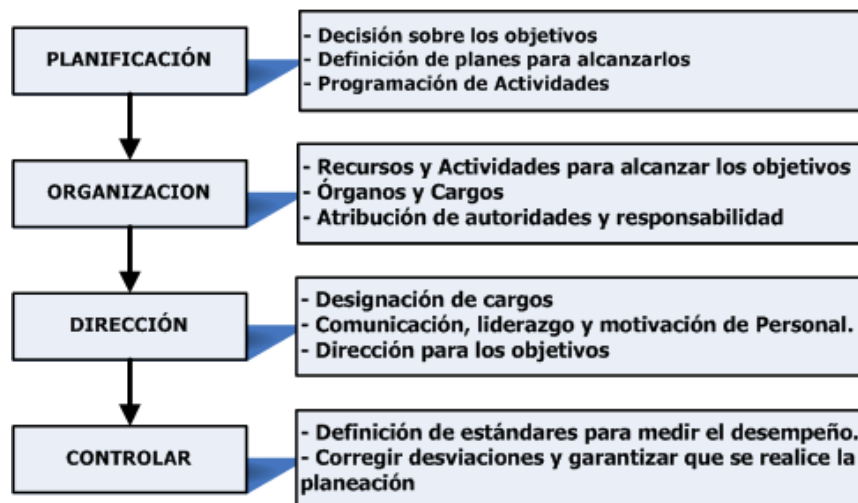 PLANIFICACIÓN
- Decisión sobre los objetivos
- Definición de planes para alcanzarlos
- Programación de Actividades
ORGANIZACION
- Recursos y Actividades para alcanzar los objetivos
- Órganos y Cargos
- Atribución de autoridades y responsabilidad
DIRECCIÓN
- Designación de cargos
- Comunicación, liderazgo y motivación de Personal.
- Dirección para los objetivos
CONTROLAR
- Definición de estándares para medir el desempeño.
- Corregir desviaciones y garantizar que se realice la
planeación